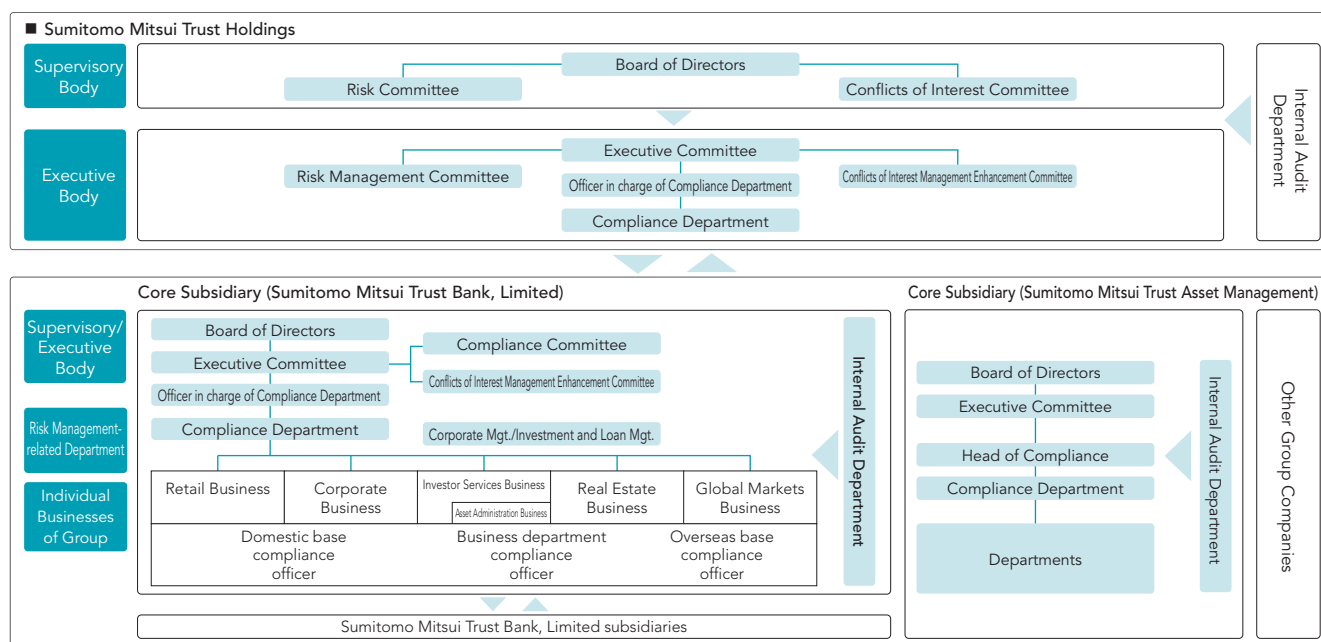 ■ Sumitomo Mitsui Trust Holdings
Supervisory
Body
Board of Directors
Risk Committee
Conflicts of Interest Committee
Executive
Body
Executive Committee
Risk Management Committee
Officer in charge of Compliance Department
Conflicts of Interest Management Enhancement Committee
Compliance Department
Internal Audit
Department
Core Subsidiary (Sumitomo Mitsui Trust Bank, Limited)
Supervisory/
Executive
Body
Board of Directors
Executive Committee
Compliance Committee
Conflicts of Interest Management Enhancement Committee
Officer in charge of Compliance Department
Risk Management-
related Department
Compliance Department
Corporate Mgt./Investment and Loan Mgt.
Individual
Businesses
of Group
Retail Business
Corporate
Business
Investor Services Business
Asset Administration Business
Real Estate
Business
Global Markets
Business
Domestic base
compliance
officer
Business department
compliance
officer
Overseas base
compliance
officer
Internal Audit Department
Sumitomo Mitsui Trust Bank, Limited subsidiaries
Core Subsidiary (Sumitomo Mitsui Trust Asset Management)
Board of Directors
Executive Committee
Head of Compliance
Compliance Department
Departments
Internal Audit Department
Other Group Companies